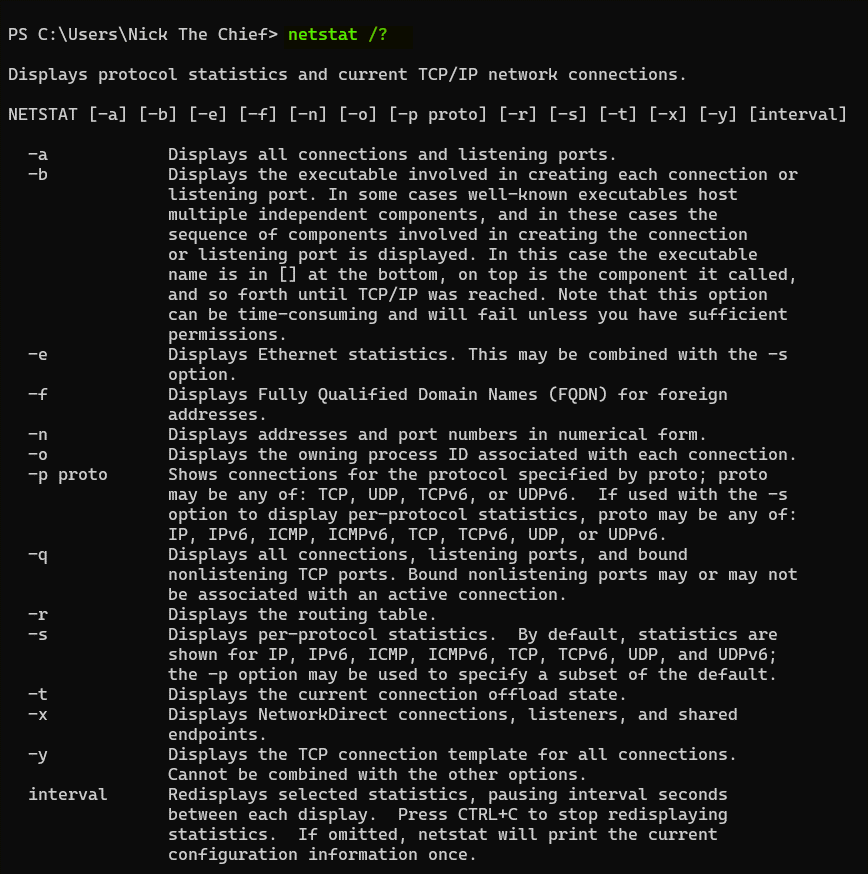 PS C:\Users\Nick The Chief> netstat /?
Displays protocol statistics and current TCP/IP network connections.
NETSTAT [-a] [-b] [-e] [-f] [-n] [-o] [-p proto] [-r] [-s] [-t] [-x] [-y] [interval]
-a Displays all connections and listening ports.
-b Displays the executable involved in creating each connection or
listening port. In some cases well-known executables host
multiple independent components, and in these cases the
sequence of components involved in creating the connection
or listening port is displayed. In this case the executable
name is in [] at the bottom, on top is the component it called,
and so forth until TCP/IP was reached. Note that this option
can be time-consuming and will fail unless you have sufficient
permissions.
-e Displays Ethernet statistics. This may be combined with the -s
option.
-f Displays Fully Qualified Domain Names (FQDN) for foreign
addresses.
-n Displays addresses and port numbers in numerical form.
-o Displays the owning process ID associated with each connection.
-p proto Shows connections for the protocol specified by proto; proto
may be any of: TCP, UDP, TCPv6, or UDPv6.  If used with the -s
option to display per-protocol statistics, proto may be any of:
IP, IPv6, ICMP, ICMPv6, TCP, TCPv6, UDP, or UDPv6.
-q Displays all connections, listening ports, and bound
nonlistening TCP ports. Bound nonlistening ports may or may not
be associated with an active connection.
-r Displays the routing table.
-s Displays per-protocol statistics.  By default, statistics are
shown for IP, IPv6, ICMP, ICMPv6, TCP, TCPv6, UDP, and UDPv6;
the -p option may be used to specify a subset of the default.
-t Displays the current connection offload state.
-x Displays NetworkDirect connections, listeners, and shared
endpoints.
-y Displays the TCP connection template for all connections.
Cannot be combined with the other options.
interval Redisplays selected statistics, pausing interval seconds
between each display.  Press CTRL+C to stop redisplaying
statistics.  If omitted, netstat will print the current
configuration information once.